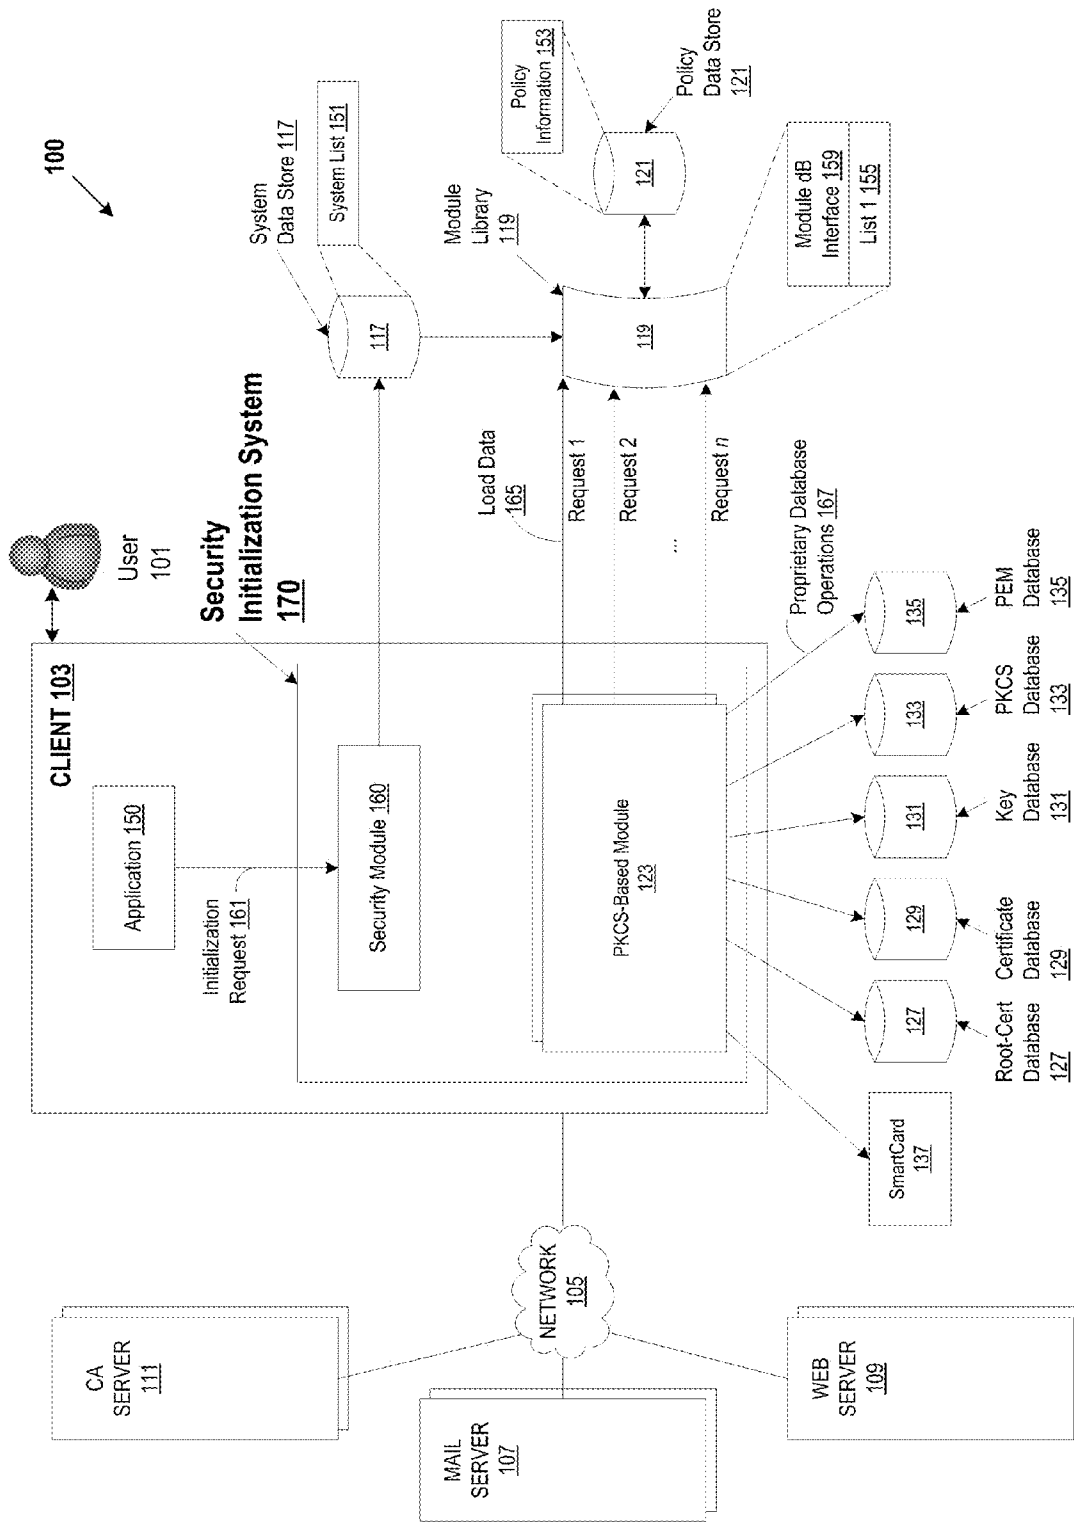 100
User
101
CLIENT 103
Application 150
Initialization
Request 161
Security
Initialization System
170
Security Module 160
PKCS-Based Module
123
System
Data Store 117
117
System List 151
Module
Library
119
119
Policy
Information 153
121
Policy
Data Store
121
Module dB
Interface 159
List 1 155
Load Data
165
Request 1
Request 2
...
Request n
Proprietary Database
Operations 167
CA
SERVER
111
MAIL
SERVER
107
WEB
SERVER
109
NETWORK
105
SmartCard
137
127
Root-Cert
Database
127
129
Certificate
Database
129
131
Key
Database
131
133
PKCS
Database
133
135
PEM
Database
135